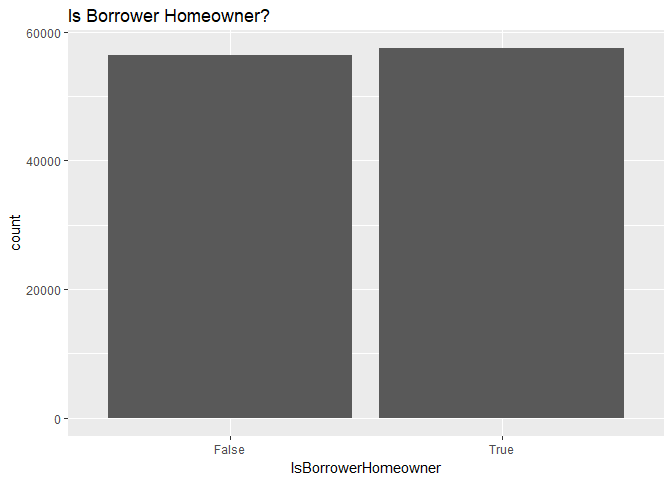 Is Borrower Homeowner?
60000
40000
20000
0
count
False True
IsBorrowerHomeowner